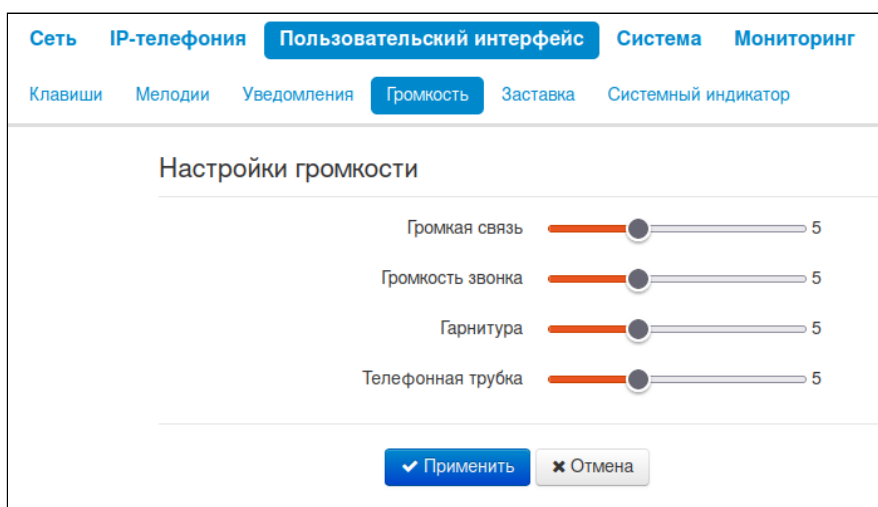 Сеть IP-телефония Пользовательский интерфейс Система Мониторинг
Клавиши Мелодии Уведомления Громкость Заставка Системный индикатор
Настройки громкости
Громкая связь 5
Громкость звонка 5
Гарнитура 5
Телефонная трубка 5
Применить Отмена